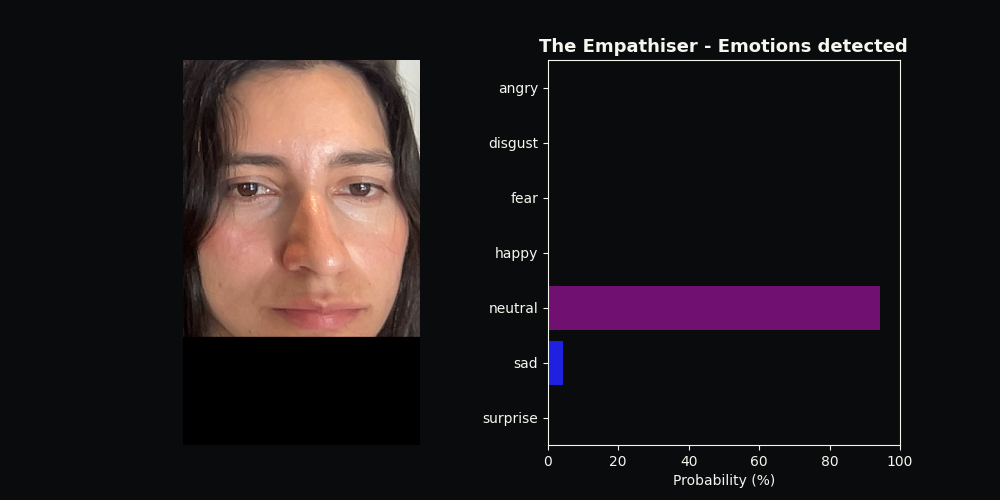 The Empathiser - Emotions detected
angry
disgust
fear
happy
neutral
sad
surprise
0 20 40 60 80 100
Probability (%)